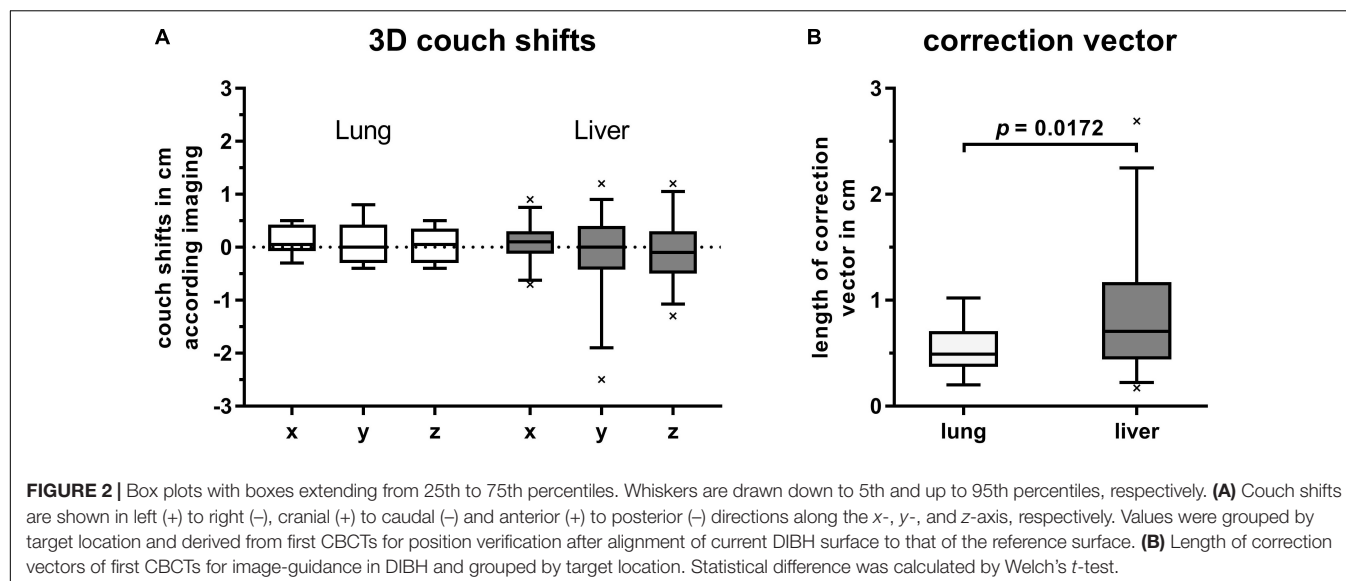 A
3D couch shifts
couch shifts in cm
according imaging
3
2
1
0
-1
-2
-3
Lung
Liver
x
y
z
x
y
z
B
correction vector
length of correction
vector in cm
3
2
1
0
p = 0.0172
lung
liver
FIGURE 2 | Box plots with boxes extending from 25th to 75th percentiles. Whiskers are drawn down to 5th and up to 95th percentiles, respectively. (A) Couch shifts
are shown in left (+) to right (–), cranial (+) to caudal (–) and anterior (+) to posterior (–) directions along the x-, y-, and z-axis, respectively. Values were grouped by
target location and derived from first CBCTs for position verification after alignment of current DIBH surface to that of the reference surface. (B) Length of correction
vectors of first CBCTs for image-guidance in DIBH and grouped by target location. Statistical difference was calculated by Welch's t-test.